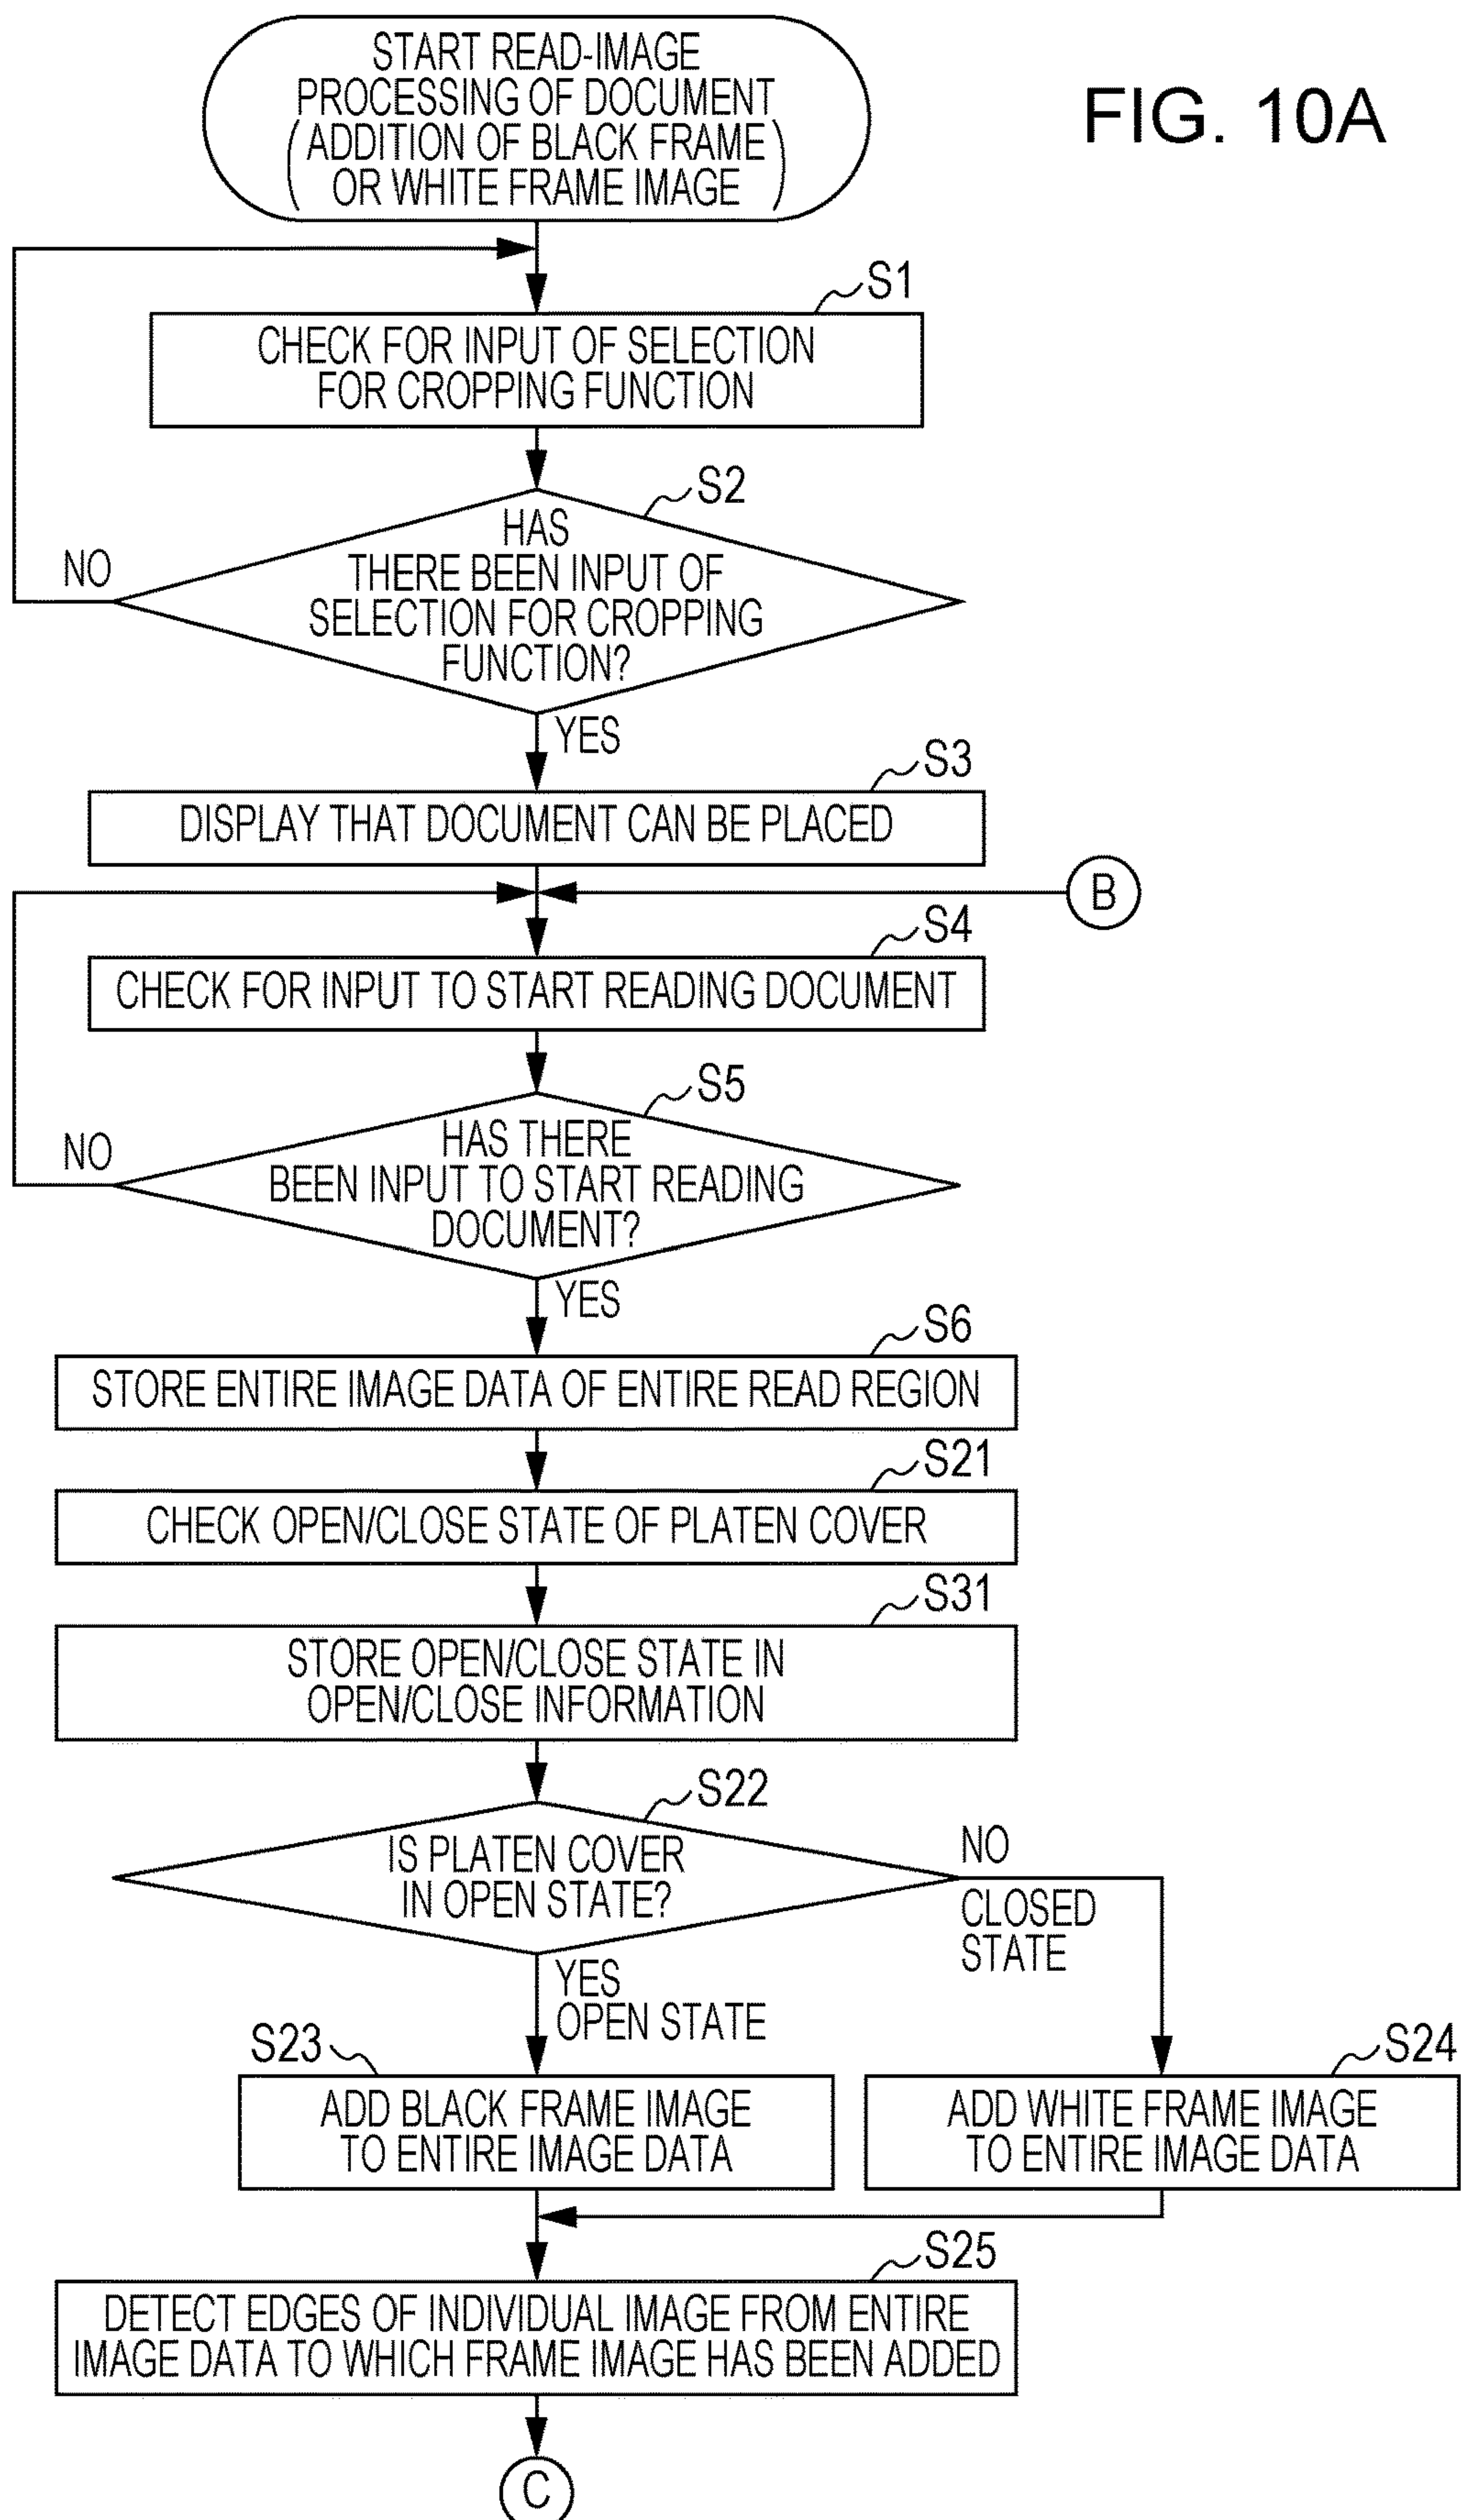 FIG. 10A
START READ-IMAGE
PROCESSING OF DOCUMENT
(ADDITION OF BLACK FRAME
OR WHITE FRAME IMAGE)
S1
CHECK FOR INPUT OF SELECTION
FOR CROPPING FUNCTION
S2
HAS
THERE BEEN INPUT OF
SELECTION FOR CROPPING
FUNCTION?
NO
YES
S3
DISPLAY THAT DOCUMENT CAN BE PLACED
B
S4
CHECK FOR INPUT TO START READING DOCUMENT
S5
HAS THERE
BEEN INPUT TO START READING
DOCUMENT?
NO
YES
S6
STORE ENTIRE IMAGE DATA OF ENTIRE READ REGION
S21
CHECK OPEN/CLOSE STATE OF PLATEN COVER
S31
STORE OPEN/CLOSE STATE IN
OPEN/CLOSE INFORMATION
S22
IS PLATEN COVER
IN OPEN STATE?
NO
CLOSED
STATE
YES
OPEN STATE
S23
ADD BLACK FRAME IMAGE
TO ENTIRE IMAGE DATA
S24
ADD WHITE FRAME IMAGE
TO ENTIRE IMAGE DATA
S25
DETECT EDGES OF INDIVIDUAL IMAGE FROM ENTIRE
IMAGE DATA TO WHICH FRAME IMAGE HAS BEEN ADDED
C